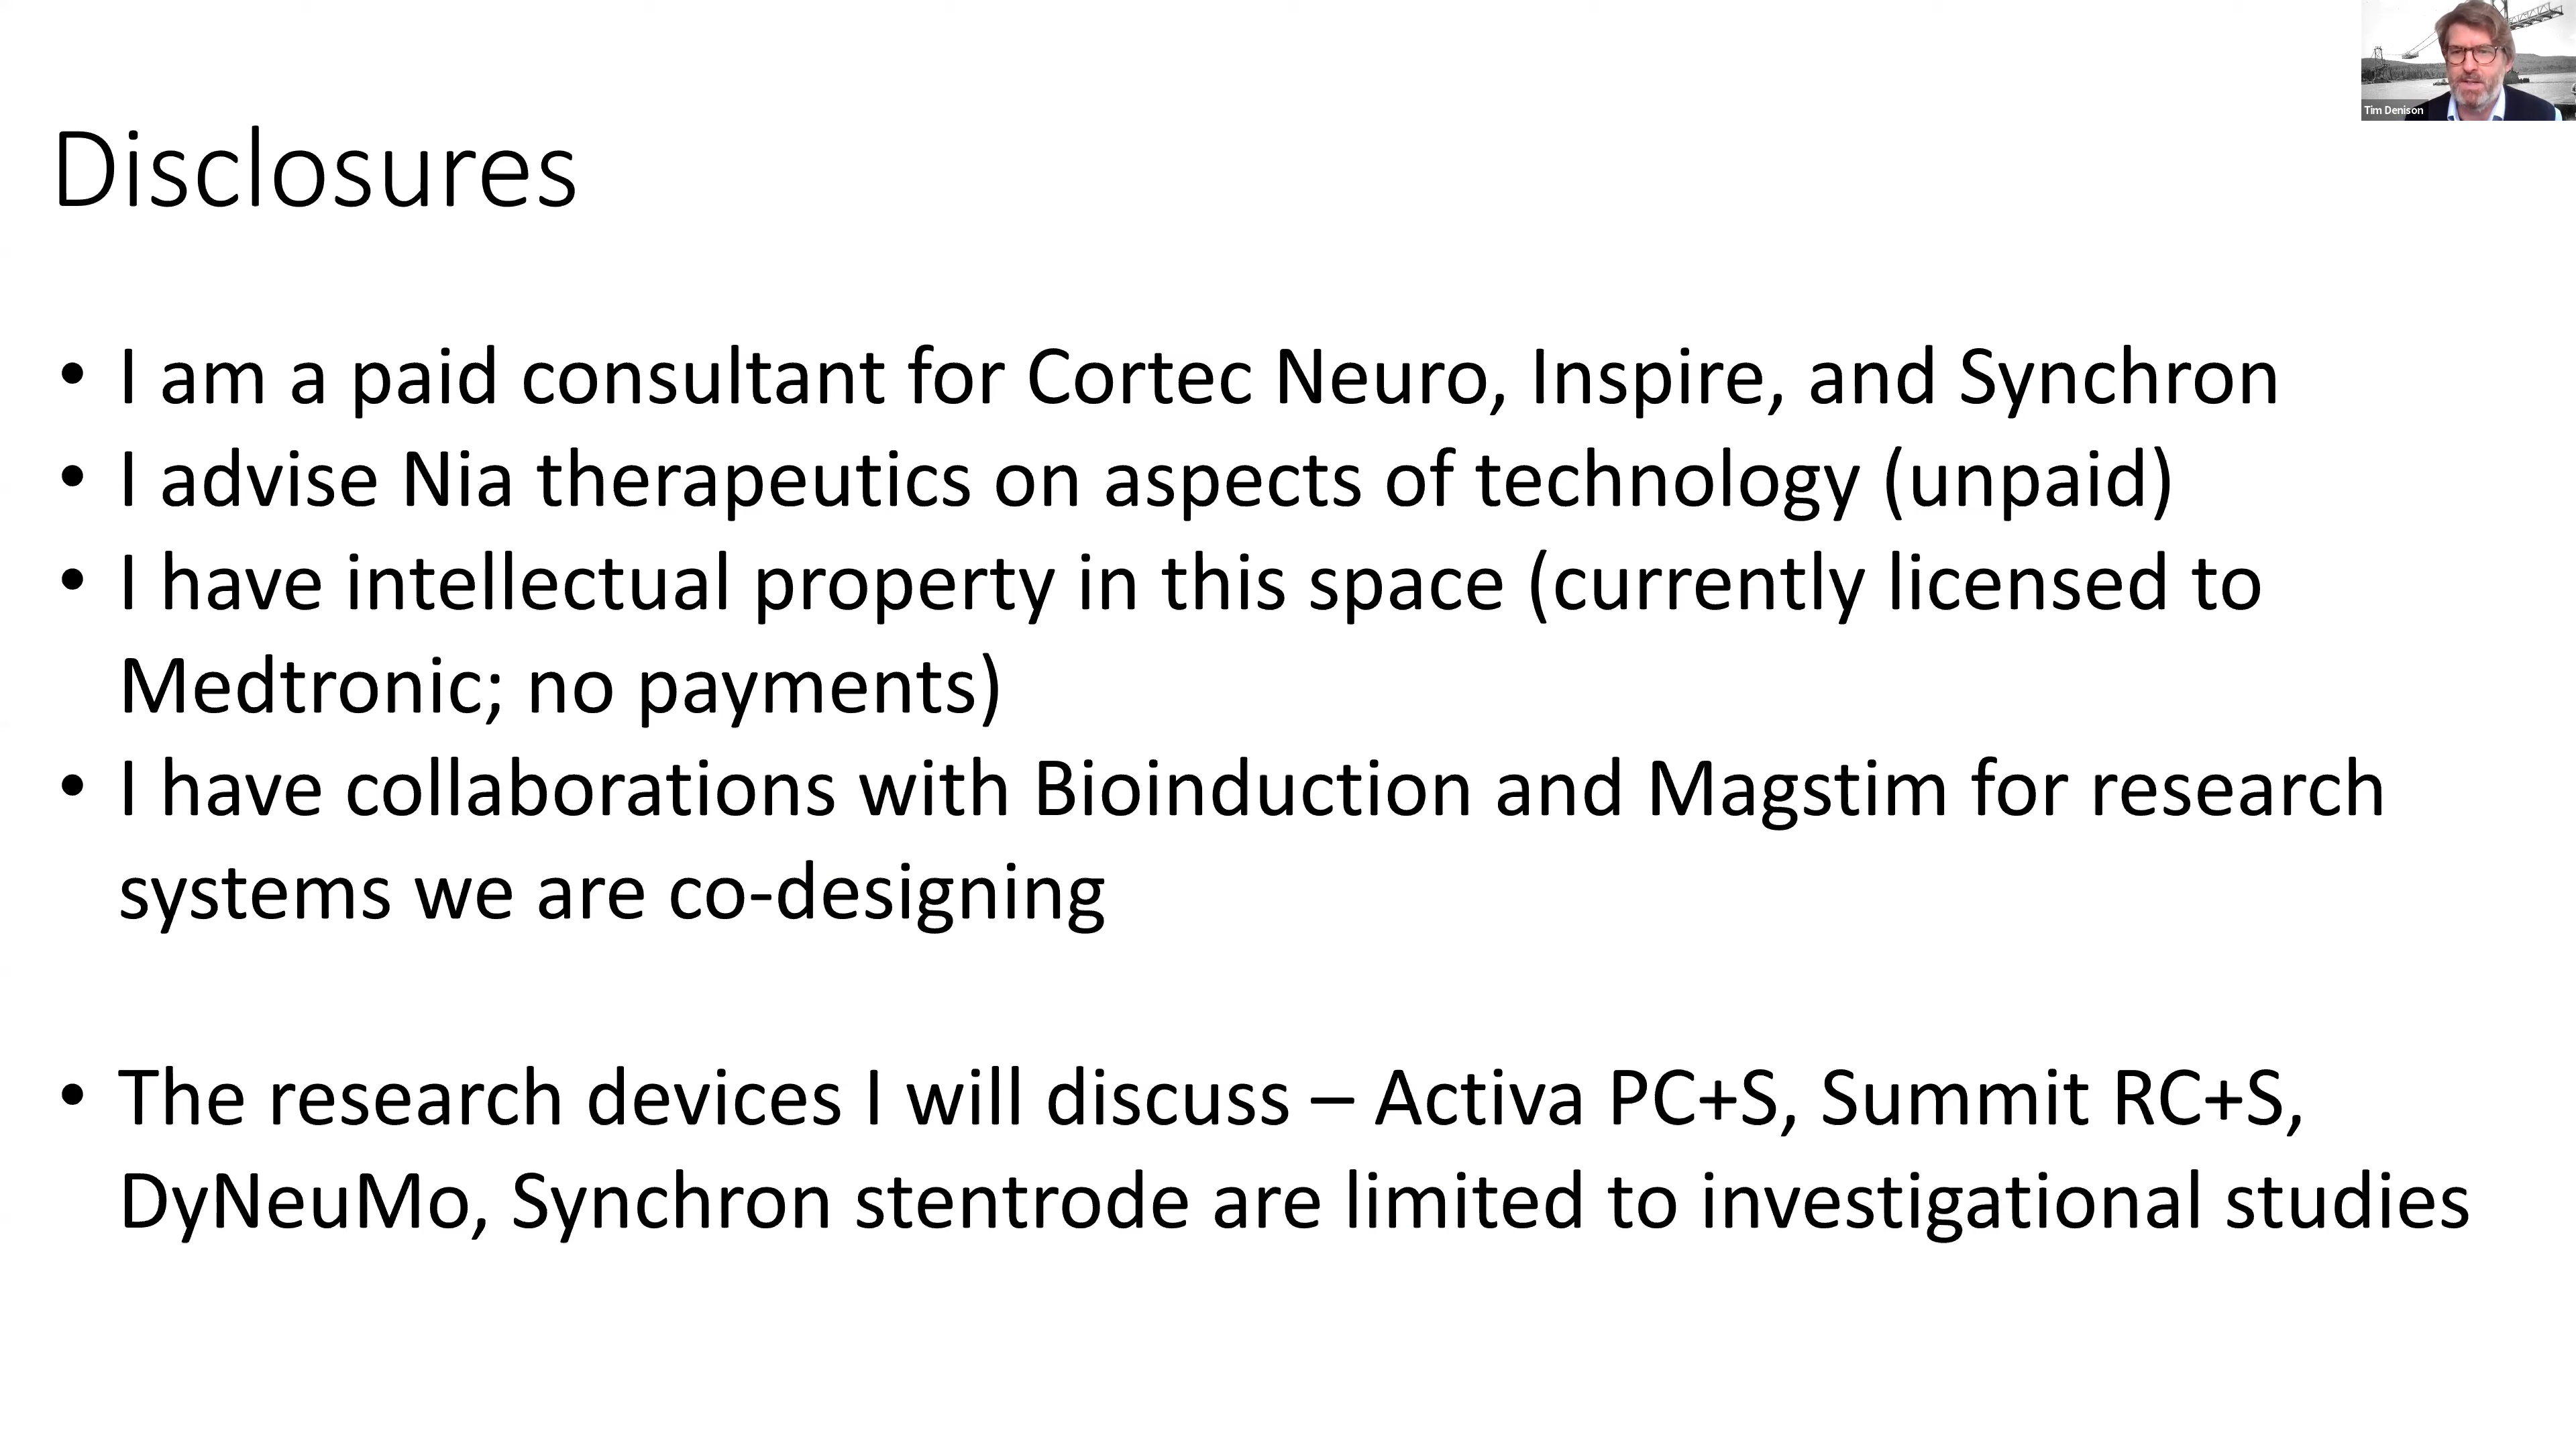 Tim Denison
Disclosures
• I am a paid consultant for Cortec Neuro, Inspire, and Synchron
• I advise Nia therapeutics on aspects of technology (unpaid)
• I have intellectual property in this space (currently licensed to
Medtronic; no payments)
• I have collaborations with Bioinduction and Magstim for research
systems we are co-designing
• The research devices I will discuss – Activa PC+S, Summit RC+S,
DyNeuMo, Synchron stentrode are limited to investigational studies